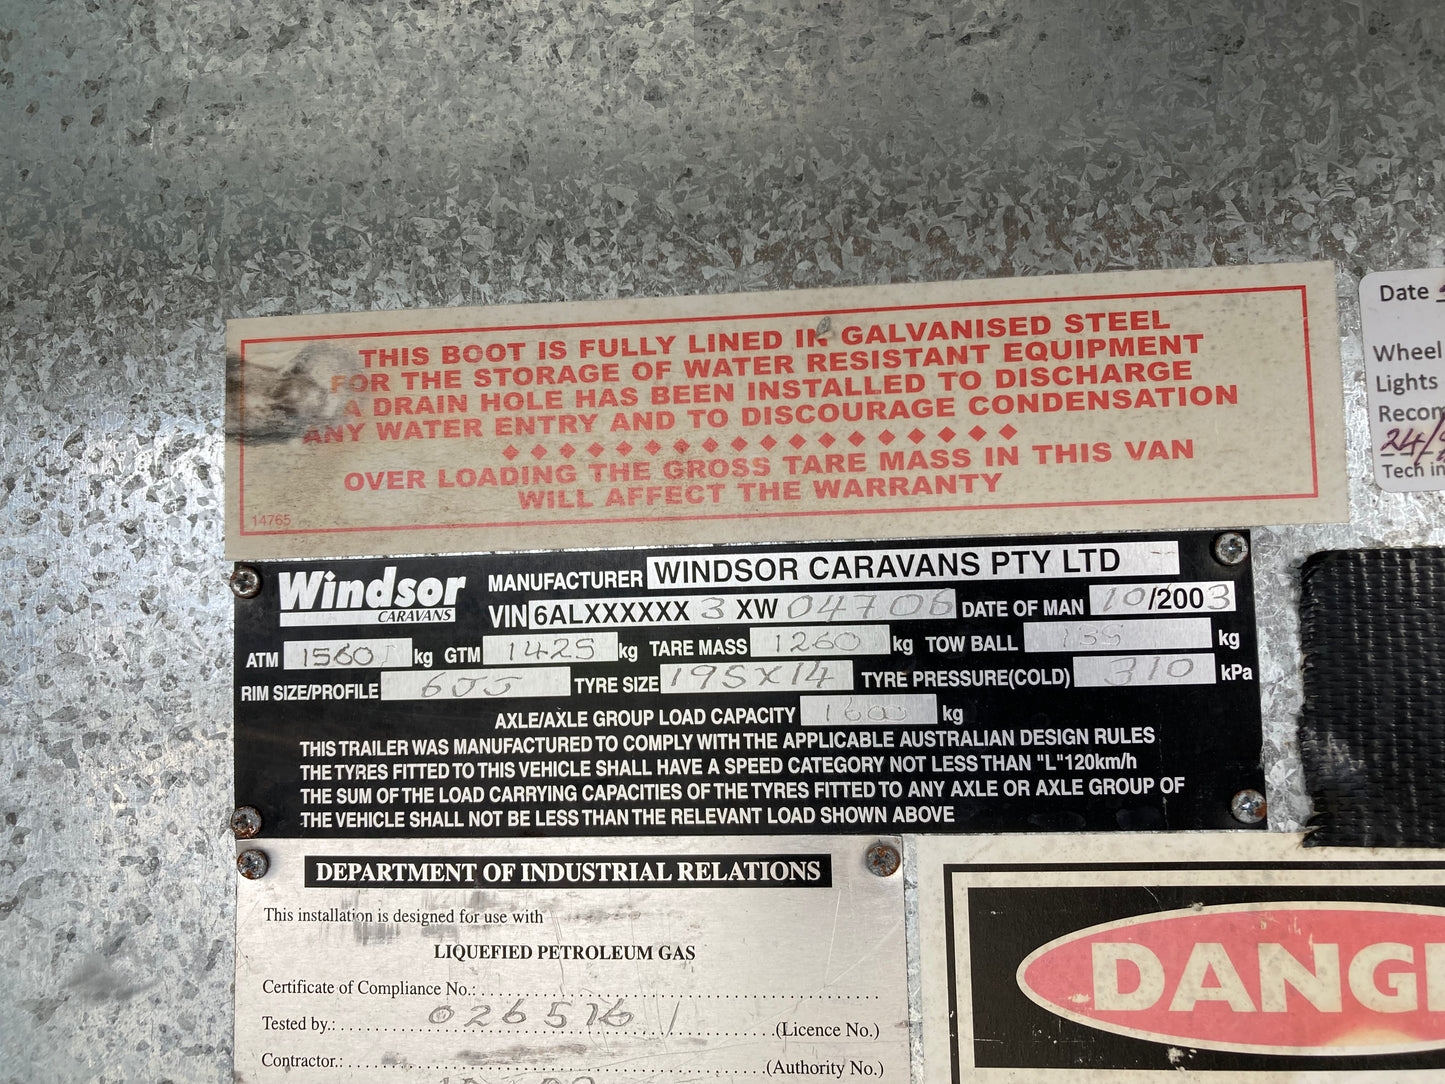 THIS BOOT IS FULLY LINED IN GALVANISED STEEL
FOR THE STORAGE OF WATER RESISTANT EQUIPMENT
A DRAIN HOLE HAS BEEN INSTALLED TO DISCHARGE
ANY WATER ENTRY AND TO DISCOURAGE CONDENSATION
OVER LOADING THE GROSS TARE MASS IN THIS VAN
WILL AFFECT THE WARRANTY
14765
Date
Wheel
Lights
Recom
24/
Tech in
Windsor
CARAVANS
MANUFACTURER WINDSOR CARAVANS PTY LTD
VIN 6ALXXXXXX 3 XW 04706 DATE OF MAN 10/2003
ATM 1560 kg GTM 1425 kg TARE MASS 1260 kg TOW BALL kg
RIM SIZE/PROFILE 6JJ TYRE SIZE 195X14 TYRE PRESSURE(COLD) 310 kPa
AXLE/AXLE GROUP LOAD CAPACITY 1600 kg
THIS TRAILER WAS MANUFACTURED TO COMPLY WITH THE APPLICABLE AUSTRALIAN DESIGN RULES
THE TYRES FITTED TO THIS VEHICLE SHALL HAVE A SPEED CATEGORY NOT LESS THAN "L"120km/h
THE SUM OF THE LOAD CARRYING CAPACITIES OF THE TYRES FITTED TO ANY AXLE OR AXLE GROUP OF
THE VEHICLE SHALL NOT BE LESS THAN THE RELEVANT LOAD SHOWN ABOVE
DEPARTMENT OF INDUSTRIAL RELATIONS
This installation is designed for use with
LIQUEFIED PETROLEUM GAS
Certificate of Compliance No.:
Tested by.: 026516 (Licence No.)
Contractor.: (Authority No.)
DANGE